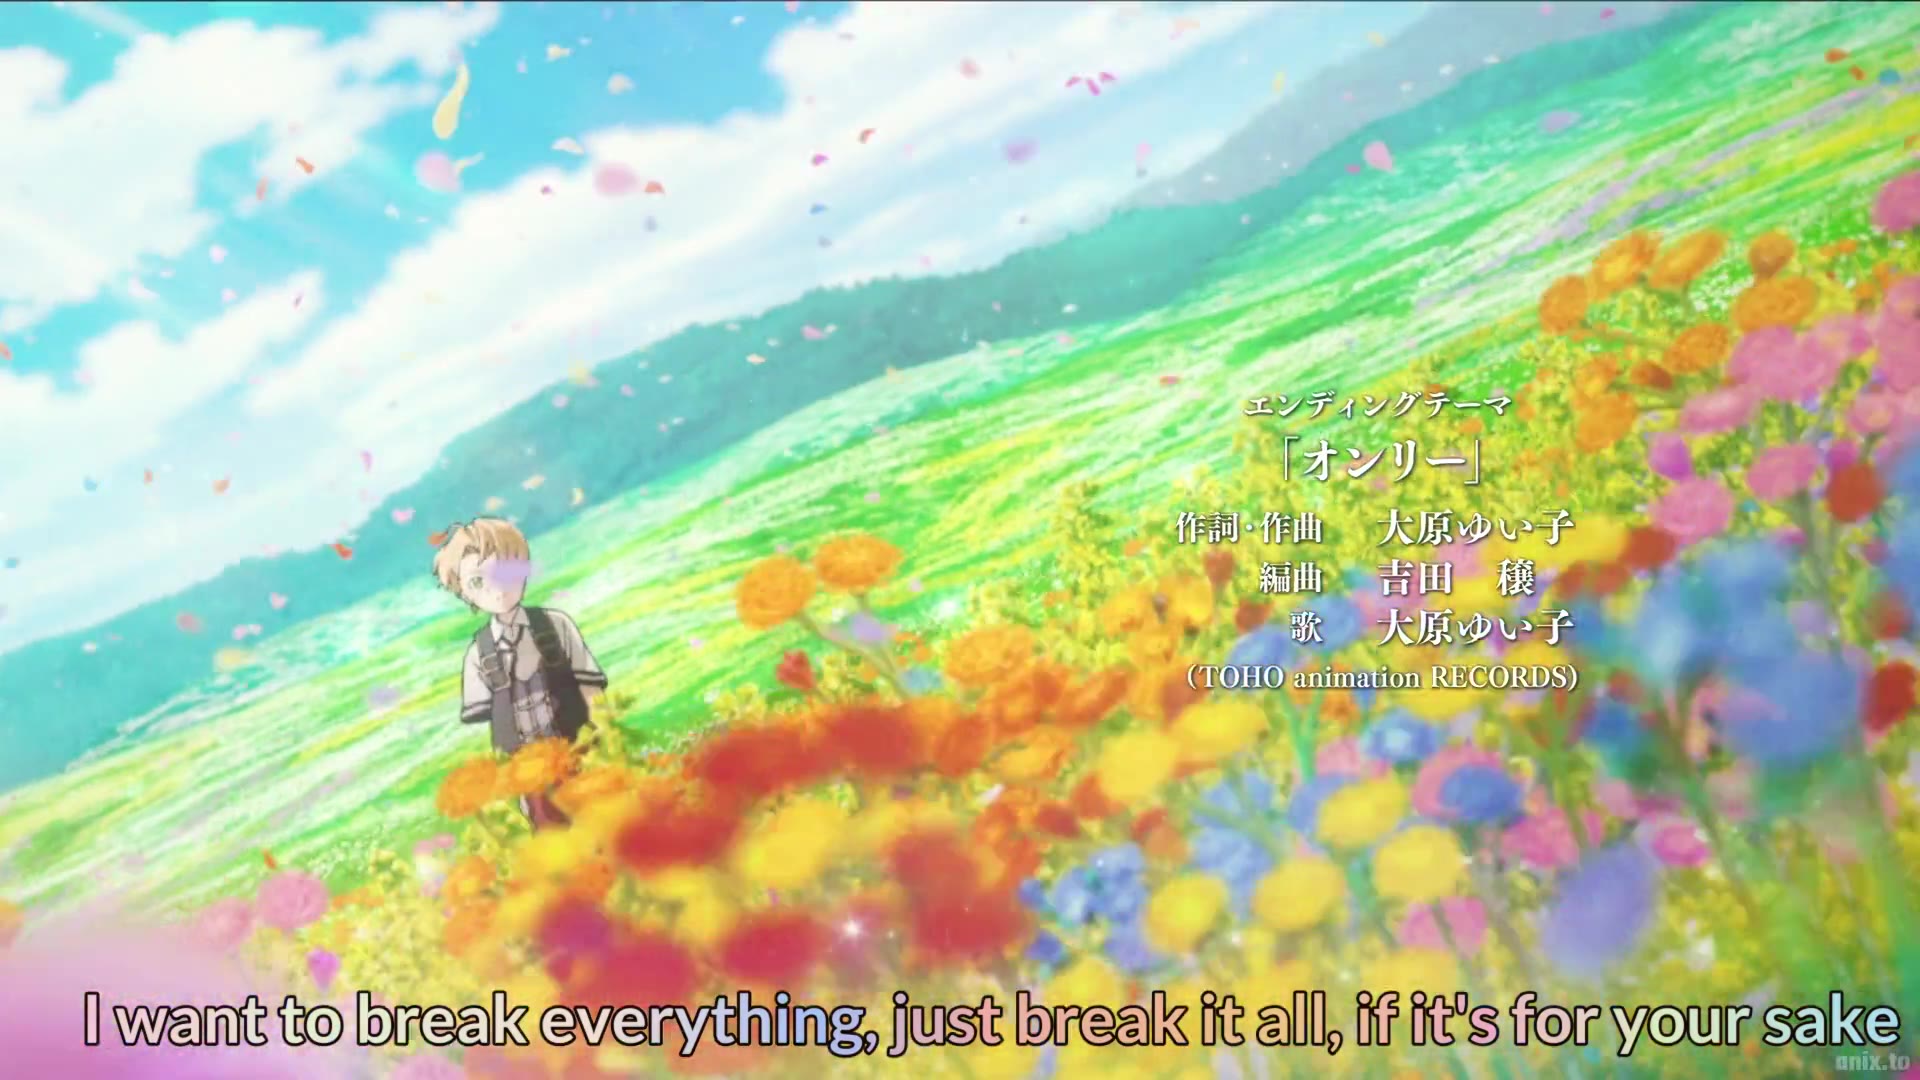 エンディングテーマ
「オンリー」
作詞・作曲　大原ゆい子
編曲　吉田　穣
歌　大原ゆい子
(TOHO animation RECORDS)
I want to break everything, just break it all, if it's for your sake
anix.to